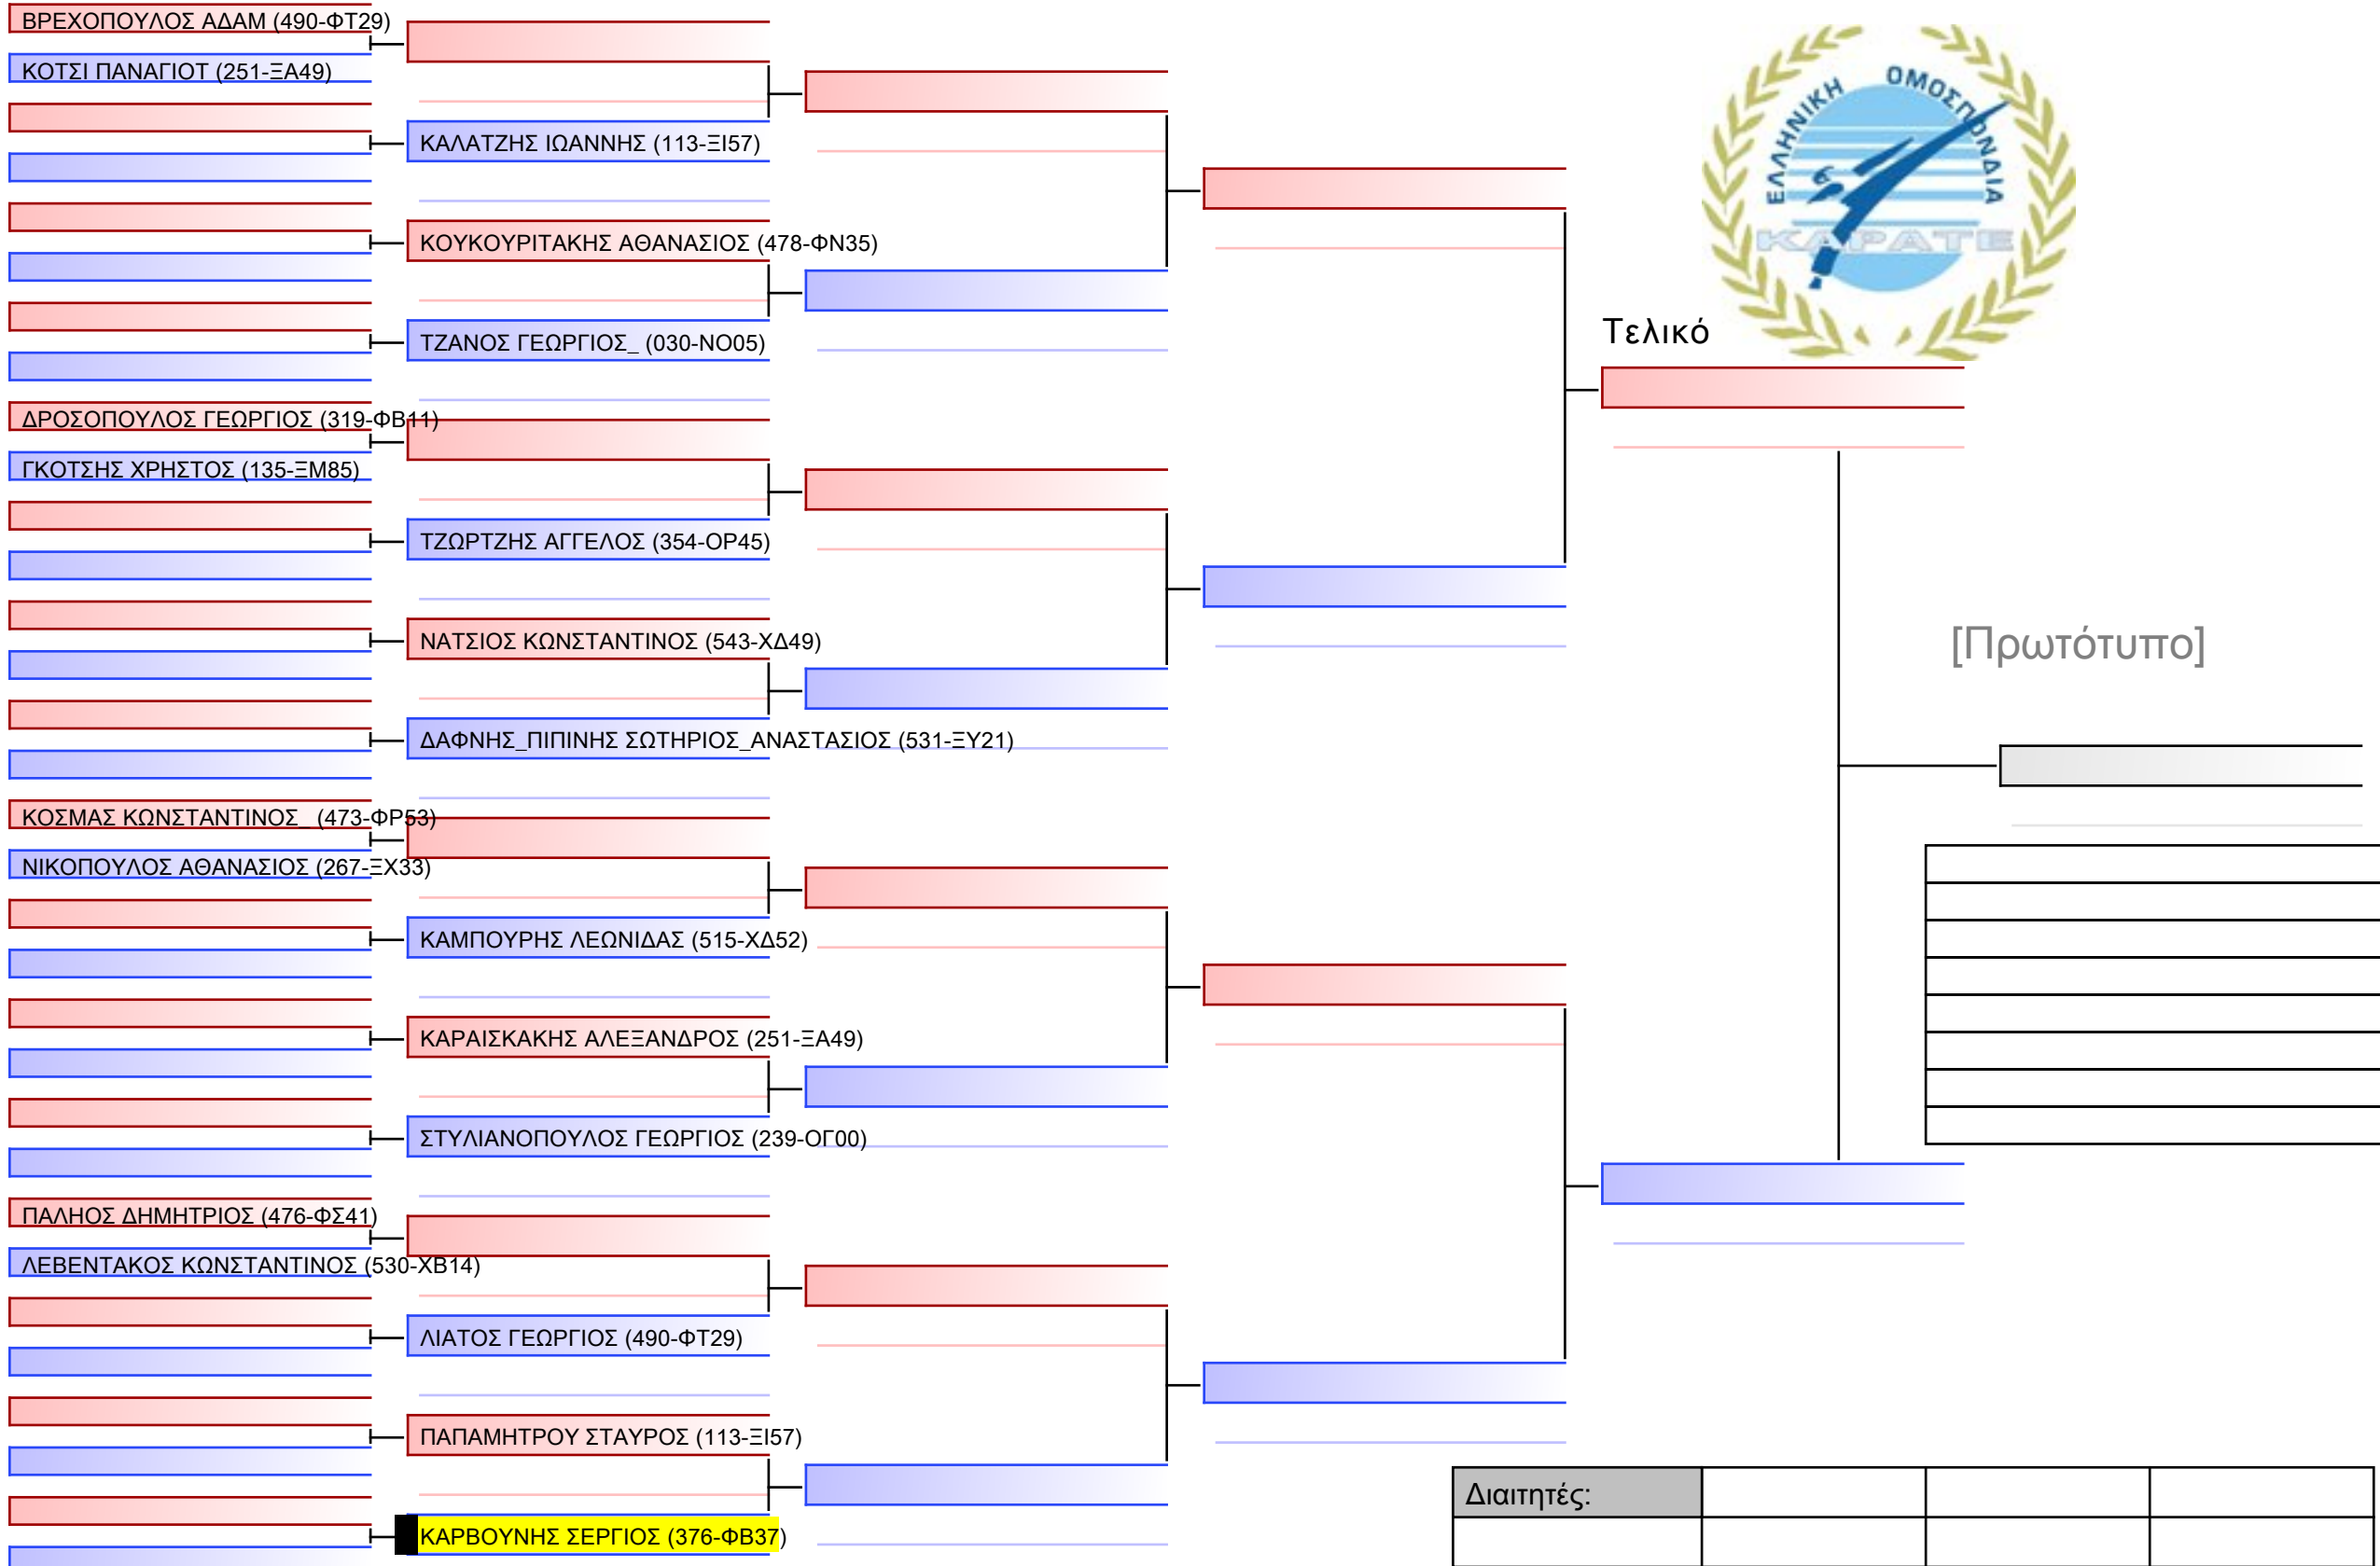 ΒΡΕΧΟΠΟΥΛΟΣ ΑΔΑΜ (490-ΦΤ29)
ΚΟΤΣΙ ΠΑΝΑΓΙΟΤ (251-ΞΑ49)
ΚΑΛΑΤΖΗΣ ΙΩΑΝΝΗΣ (113-ΞΙ57)
ΚΟΥΚΟΥΡΙΤΑΚΗΣ ΑΘΑΝΑΣΙΟΣ (478-ΦΝ35)
ΤΖΑΝΟΣ ΓΕΩΡΓΙΟΣ_ (030-ΝΟ05)
ΔΡΟΣΟΠΟΥΛΟΣ ΓΕΩΡΓΙΟΣ (319-ΦΒ11)
ΓΚΟΤΣΗΣ ΧΡΗΣΤΟΣ (135-ΞΜ85)
ΤΖΩΡΤΖΗΣ ΑΓΓΕΛΟΣ (354-ΟΡ45)
ΝΑΤΣΙΟΣ ΚΩΝΣΤΑΝΤΙΝΟΣ (543-ΧΔ49)
ΔΑΦΝΗΣ_ΠΙΠΙΝΗΣ ΣΩΤΗΡΙΟΣ_ΑΝΑΣΤΑΣΙΟΣ (531-ΞΥ21)
ΚΟΣΜΑΣ ΚΩΝΣΤΑΝΤΙΝΟΣ_ (473-ΦΡ53)
ΝΙΚΟΠΟΥΛΟΣ ΑΘΑΝΑΣΙΟΣ (267-ΞΧ33)
ΚΑΜΠΟΥΡΗΣ ΛΕΩΝΙΔΑΣ (515-ΧΔ52)
ΚΑΡΑΙΣΚΑΚΗΣ ΑΛΕΞΑΝΔΡΟΣ (251-ΞΑ49)
ΣΤΥΛΙΑΝΟΠΟΥΛΟΣ ΓΕΩΡΓΙΟΣ (239-ΟΓ00)
ΠΑΛΗΟΣ ΔΗΜΗΤΡΙΟΣ (476-ΦΣ41)
ΛΕΒΕΝΤΑΚΟΣ ΚΩΝΣΤΑΝΤΙΝΟΣ (530-ΧΒ14)
ΛΙΑΤΟΣ ΓΕΩΡΓΙΟΣ (490-ΦΤ29)
ΠΑΠΑΜΗΤΡΟΥ ΣΤΑΥΡΟΣ (113-ΞΙ57)
ΚΑΡΒΟΥΝΗΣ ΣΕΡΓΙΟΣ (376-ΦΒ37)
ΕΛΛΗΝΙΚΗ ΟΜΟΣΠΟΝΔΙΑ
ΚΑΡΑΤΕ
Τελικό
[Πρωτότυπο]
Διαιτητές: